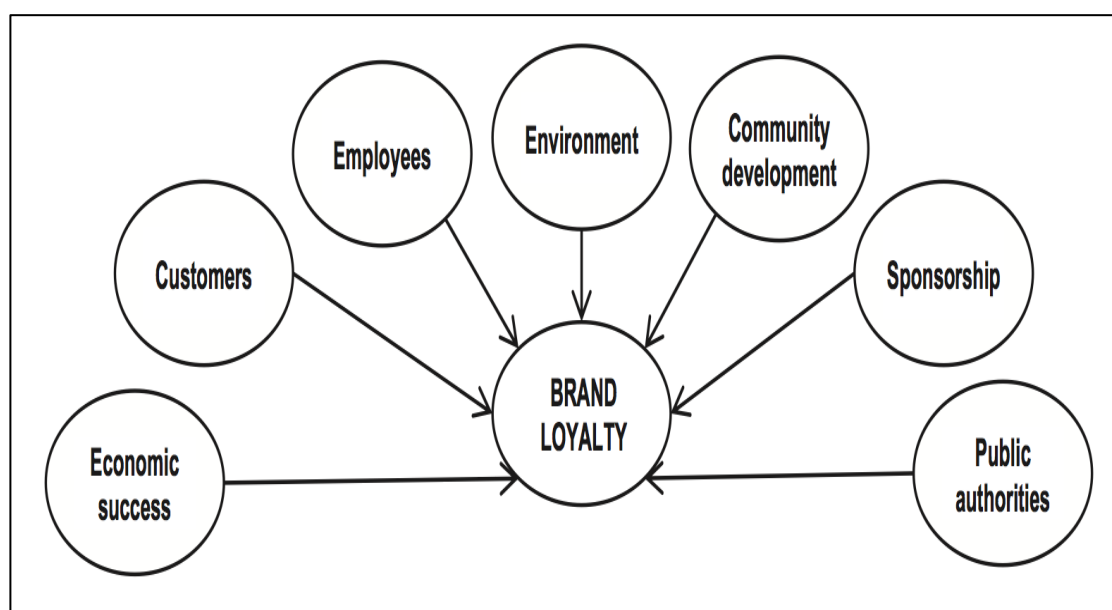 Environment
Community
development
Employees
Customers
Sponsorship
BRAND
LOYALTY
Economic
success
Public
authorities